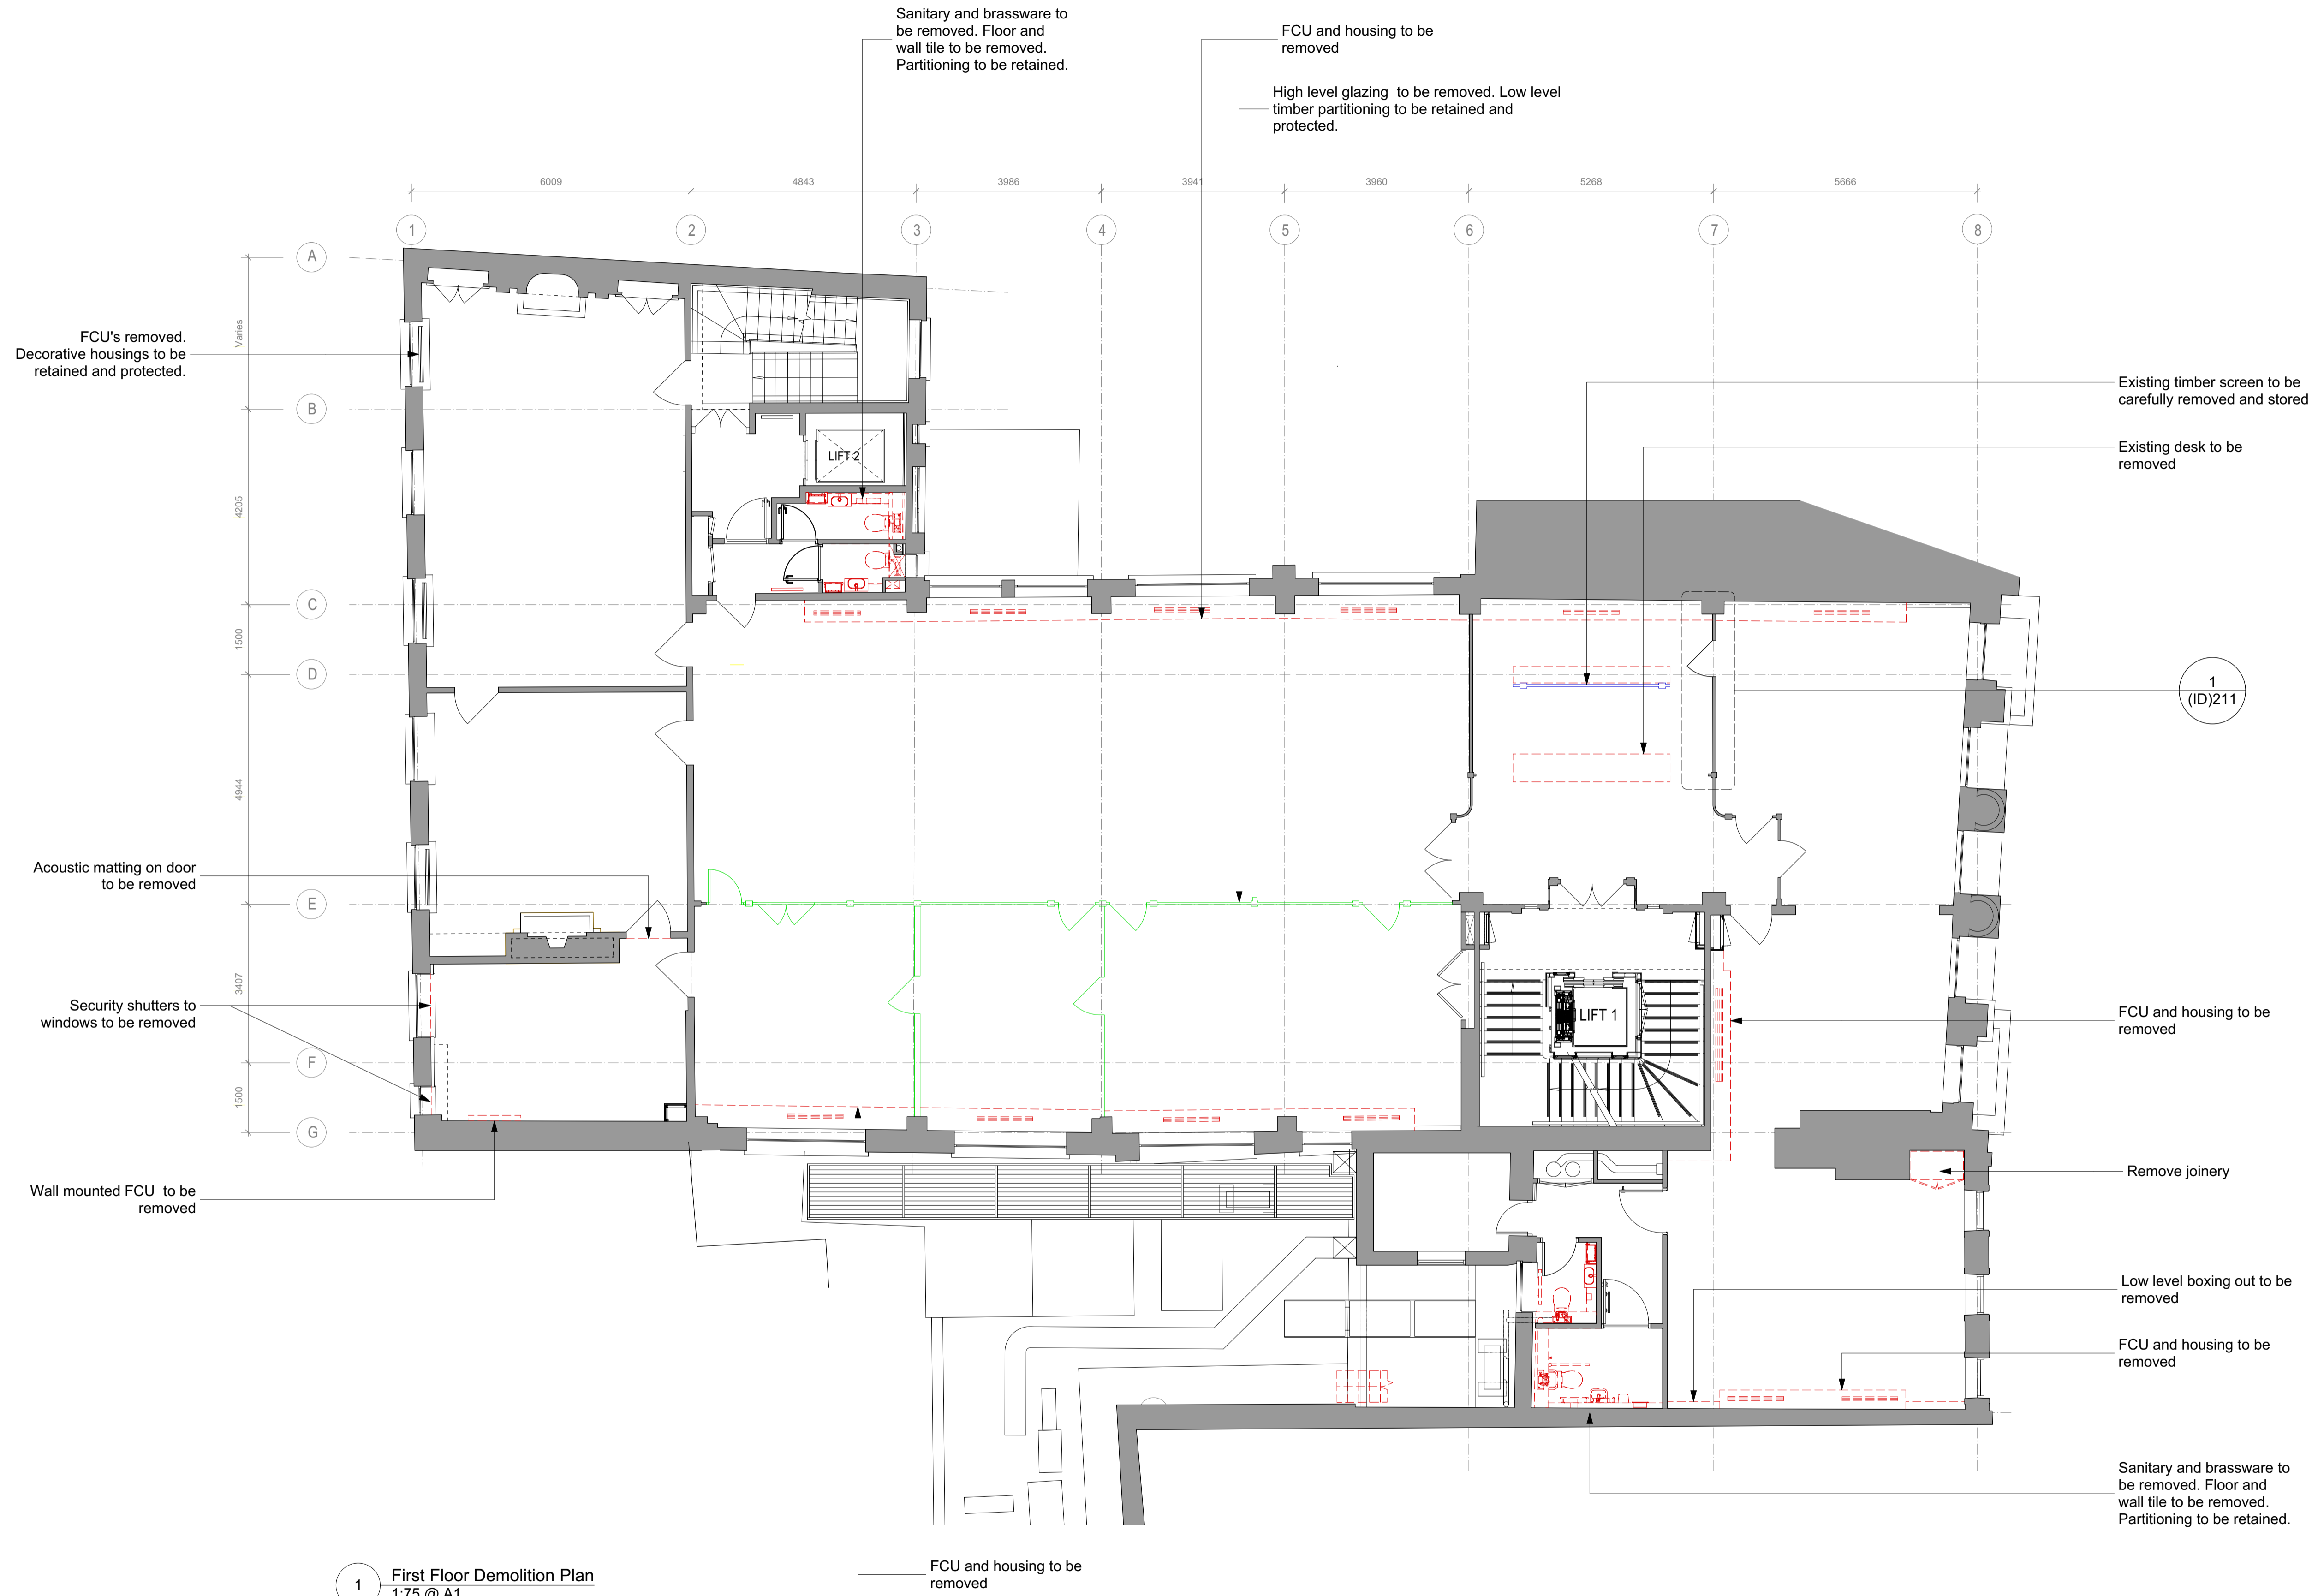 Sanitary and brassware to
be removed. Floor and
wall tile to be removed.
Partitioning to be retained.
FCU and housing to be
removed
High level glazing  to be removed. Low level
timber partitioning to be retained and
protected.
6009
4843
3986
3941
3960
5268
5666
1
2
3
4
5
6
7
8
A
Varies
FCU's removed.
Decorative housings to be
retained and protected.
B
Existing timber screen to be
carefully removed and stored
Existing desk to be
removed
LIFT 2
4205
C
1500
D
1
(ID)211
4944
Acoustic matting on door
to be removed
E
3407
Security shutters to
windows to be removed
LIFT 1
FCU and housing to be
removed
F
1500
G
Wall mounted FCU  to be
removed
Remove joinery
Low level boxing out to be
removed
FCU and housing to be
removed
Sanitary and brassware to
be removed. Floor and
wall tile to be removed.
Partitioning to be retained.
FCU and housing to be
removed
1
First Floor Demolition Plan
1:75 @ A1